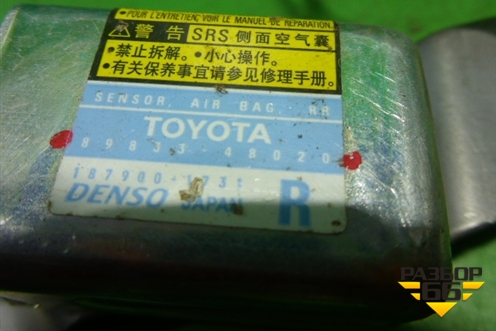 POUR L'ENTRETIEN, VOIR LE MANUEL DE REPARATION.
警告 SRS 侧面空气囊
•禁止拆解。•小心操作。
•有关保养事宜请参见修理手册.
SENSOR, AIR BAG, RR
TOYOTA
89833-48020
187900-
DENSO JAPAN R
РАЗБОР
66